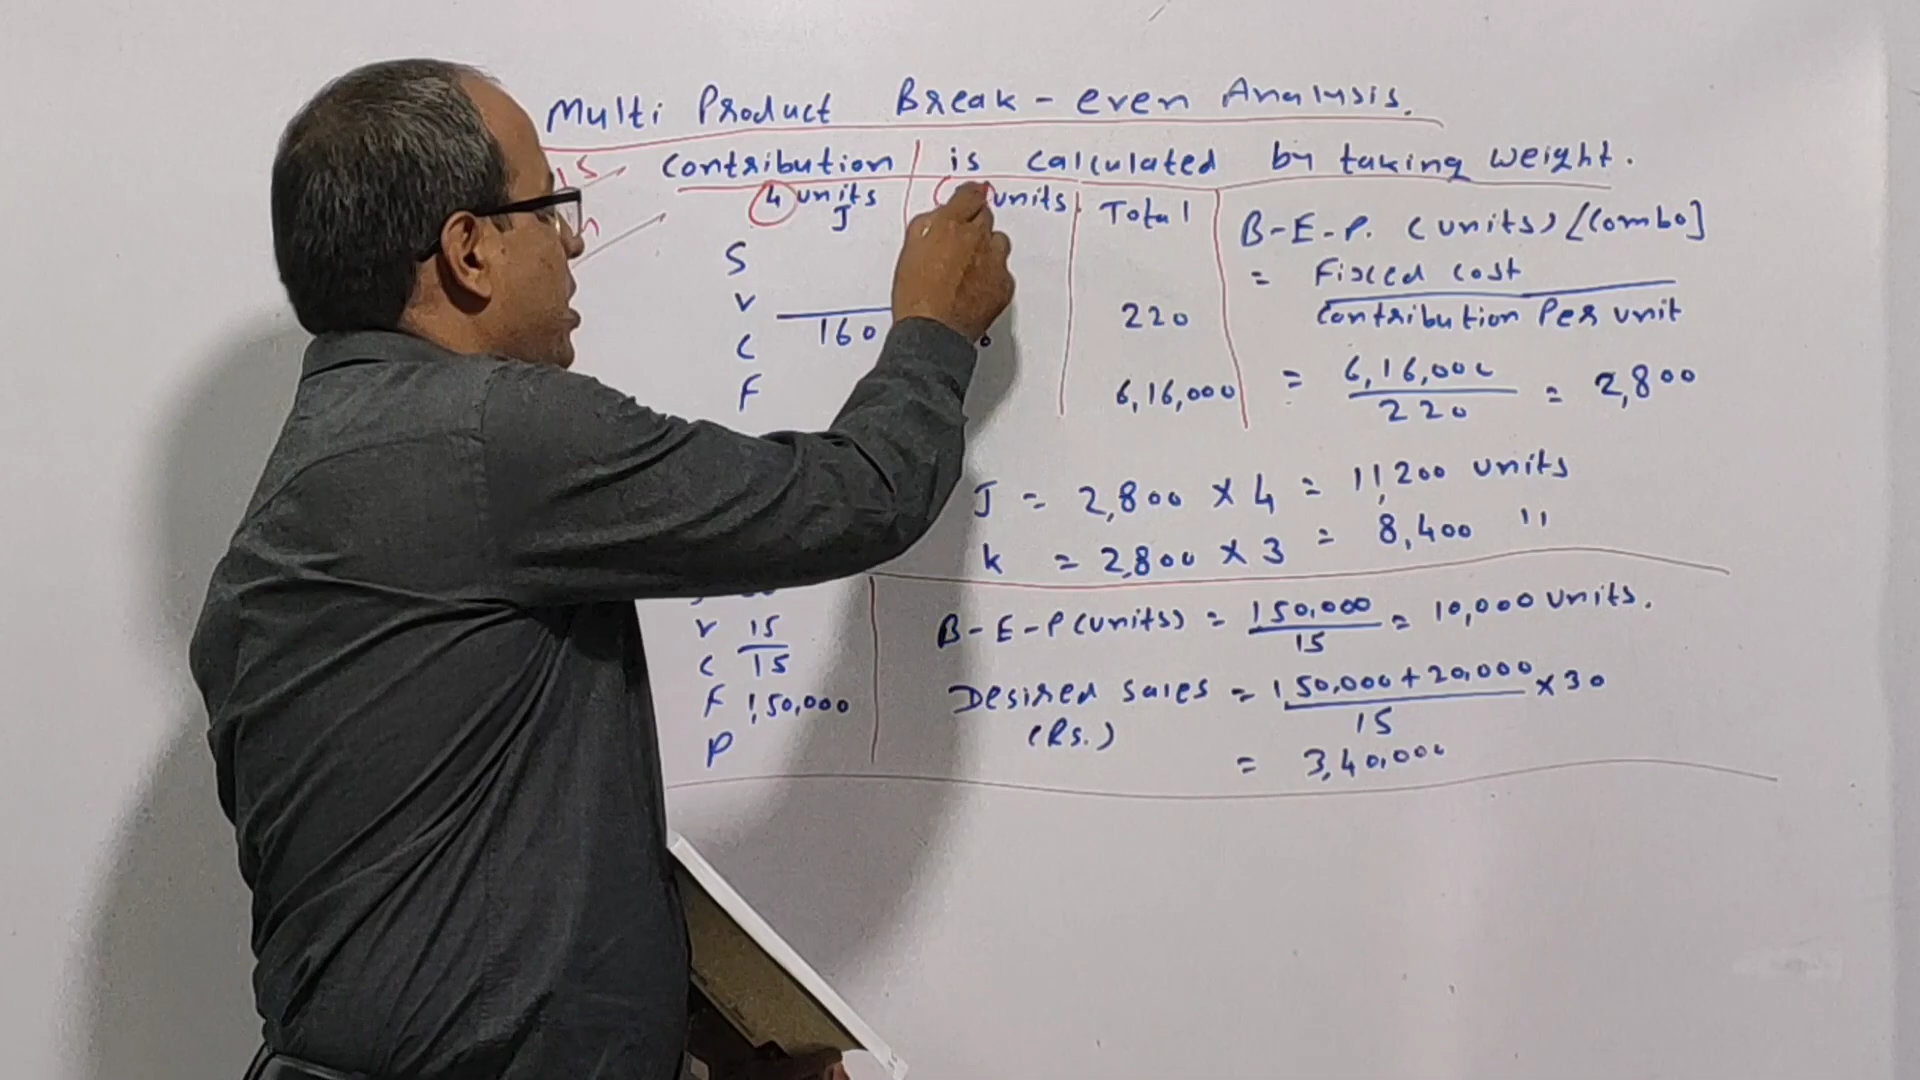 Multi Product Break-even Analysis.
Contribution is calculated by taking weight.
4 units units Total
J
S
V
160 220
C
F 6,16,000
B-E-P. (units) [Combo]
= Fixed cost
Contribution Per unit
= 6,16,000 = 2,800
220
J = 2,800 x 4 = 11,200 units
k = 2,800 x 3 = 8,400 "
V 15
C 15
F 1,50,000
P
B-E-P (units) = 150,000 = 10,000 units.
15
Desired sales = 150,000 + 20,000 x 30
(Rs.) 15
= 3,40,000